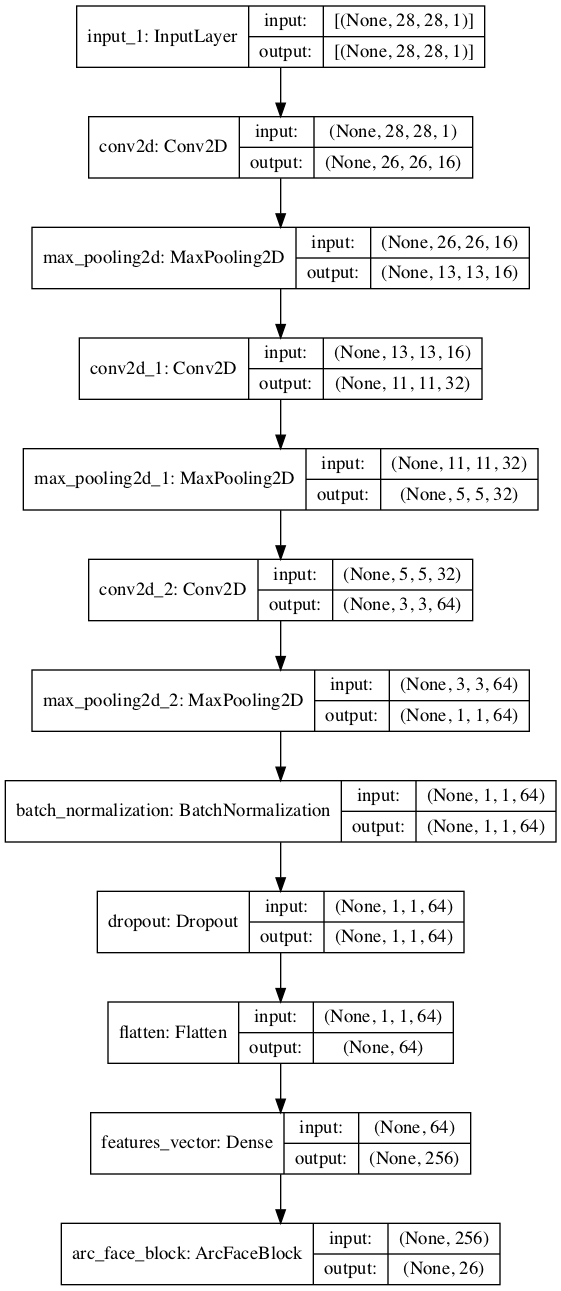 input_1: InputLayer
input:
[(None, 28, 28, 1)]
output:
[(None, 28, 28, 1)]
conv2d: Conv2D
input:
(None, 28, 28, 1)
output:
(None, 26, 26, 16)
max_pooling2d: MaxPooling2D
input:
(None, 26, 26, 16)
output:
(None, 13, 13, 16)
conv2d_1: Conv2D
input:
(None, 13, 13, 16)
output:
(None, 11, 11, 32)
max_pooling2d_1: MaxPooling2D
input:
(None, 11, 11, 32)
output:
(None, 5, 5, 32)
conv2d_2: Conv2D
input:
(None, 5, 5, 32)
output:
(None, 3, 3, 64)
max_pooling2d_2: MaxPooling2D
input:
(None, 3, 3, 64)
output:
(None, 1, 1, 64)
batch_normalization: BatchNormalization
input:
(None, 1, 1, 64)
output:
(None, 1, 1, 64)
dropout: Dropout
input:
(None, 1, 1, 64)
output:
(None, 1, 1, 64)
flatten: Flatten
input:
(None, 1, 1, 64)
output:
(None, 64)
features_vector: Dense
input:
(None, 64)
output:
(None, 256)
arc_face_block: ArcFaceBlock
input:
(None, 256)
output:
(None, 26)